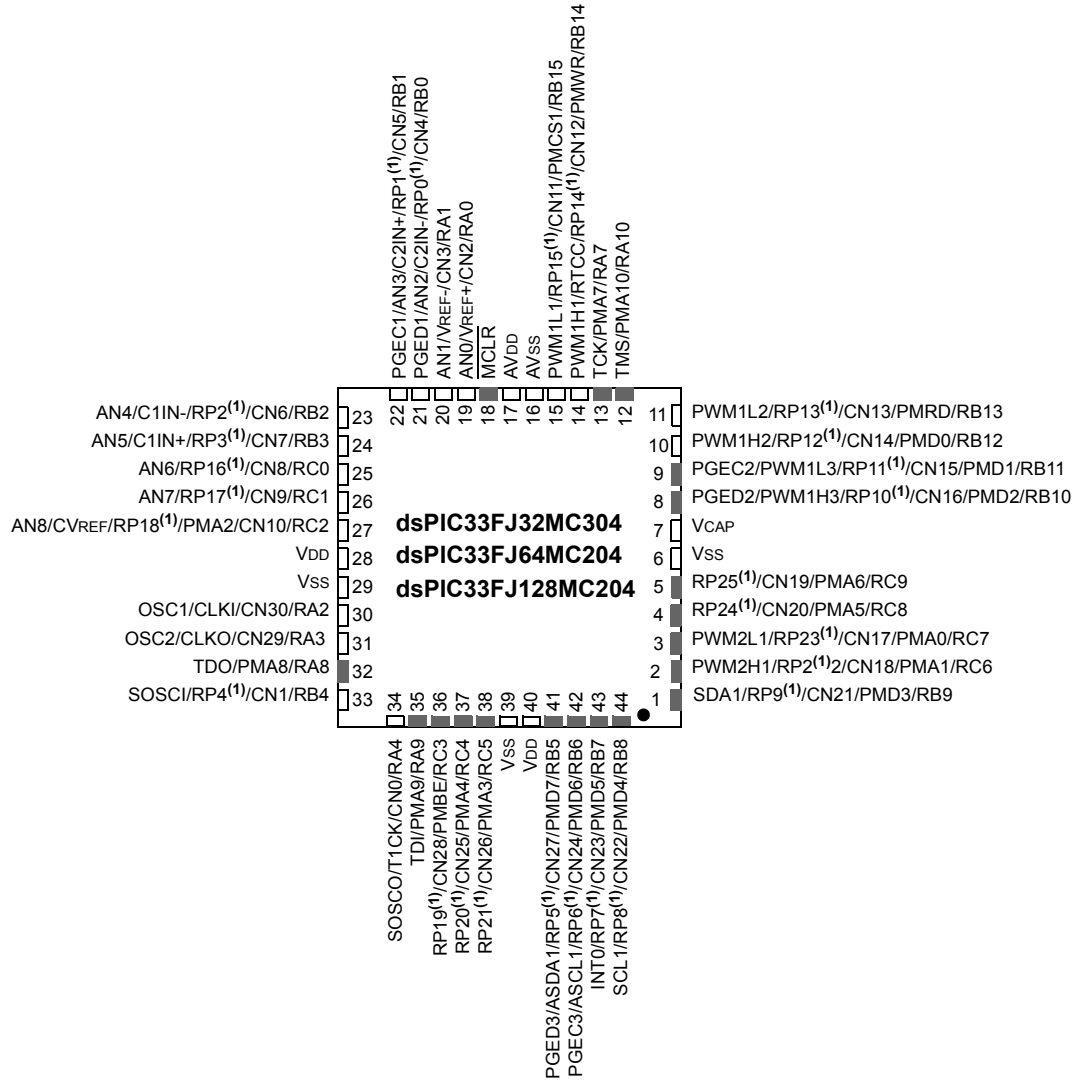 PGEC1/AN3/C2IN+/RP1(1)/CN5/RB1
PGED1/AN2/C2IN-/RP0(1)/CN4/RB0
AN1/VREF-/CN3/RA1
AN0/VREF+/CN2/RA0
MCLR
AVDD
AVSS
PWM1L1/RP15(1)/CN11/PMCS1/RB15
PWM1H1/RTCC/RP14(1)/CN12/PMWR/RB14
TCK/PMA7/RA7
TMS/PMA10/RA10
22
21
20
19
18
17
16
15
14
13
12
AN4/C1IN-/RP2(1)/CN6/RB2
23
AN5/C1IN+/RP3(1)/CN7/RB3
24
AN6/RP16(1)/CN8/RC0
25
AN7/RP17(1)/CN9/RC1
26
AN8/CVREF/RP18(1)/PMA2/CN10/RC2
27
VDD
28
VSS
29
OSC1/CLKI/CN30/RA2
30
OSC2/CLKO/CN29/RA3
31
TDO/PMA8/RA8
32
SOSCI/RP4(1)/CN1/RB4
33
dsPIC33FJ32MC304
dsPIC33FJ64MC204
dsPIC33FJ128MC204
11
PWM1L2/RP13(1)/CN13/PMRD/RB13
10
PWM1H2/RP12(1)/CN14/PMD0/RB12
9
PGEC2/PWM1L3/RP11(1)/CN15/PMD1/RB11
8
PGED2/PWM1H3/RP10(1)/CN16/PMD2/RB10
7
VCAP
6
VSS
5
RP25(1)/CN19/PMA6/RC9
4
RP24(1)/CN20/PMA5/RC8
3
PWM2L1/RP23(1)/CN17/PMA0/RC7
2
PWM2H1/RP2(1)2/CN18/PMA1/RC6
1
SDA1/RP9(1)/CN21/PMD3/RB9
34
35
36
37
38
39
40
41
42
43
44
SOSCO/T1CK/CN0/RA4
TDI/PMA9/RA9
RP19(1)/CN28/PMBE/RC3
RP20(1)/CN25/PMA4/RC4
RP21(1)/CN26/PMA3/RC5
VSS
VDD
PGED3/ASDA1/RP5(1)/CN27/PMD7/RB5
PGEC3/ASCL1/RP6(1)/CN24/PMD6/RB6
INT0/RP7(1)/CN23/PMD5/RB7
SCL1/RP8(1)/CN22/PMD4/RB8